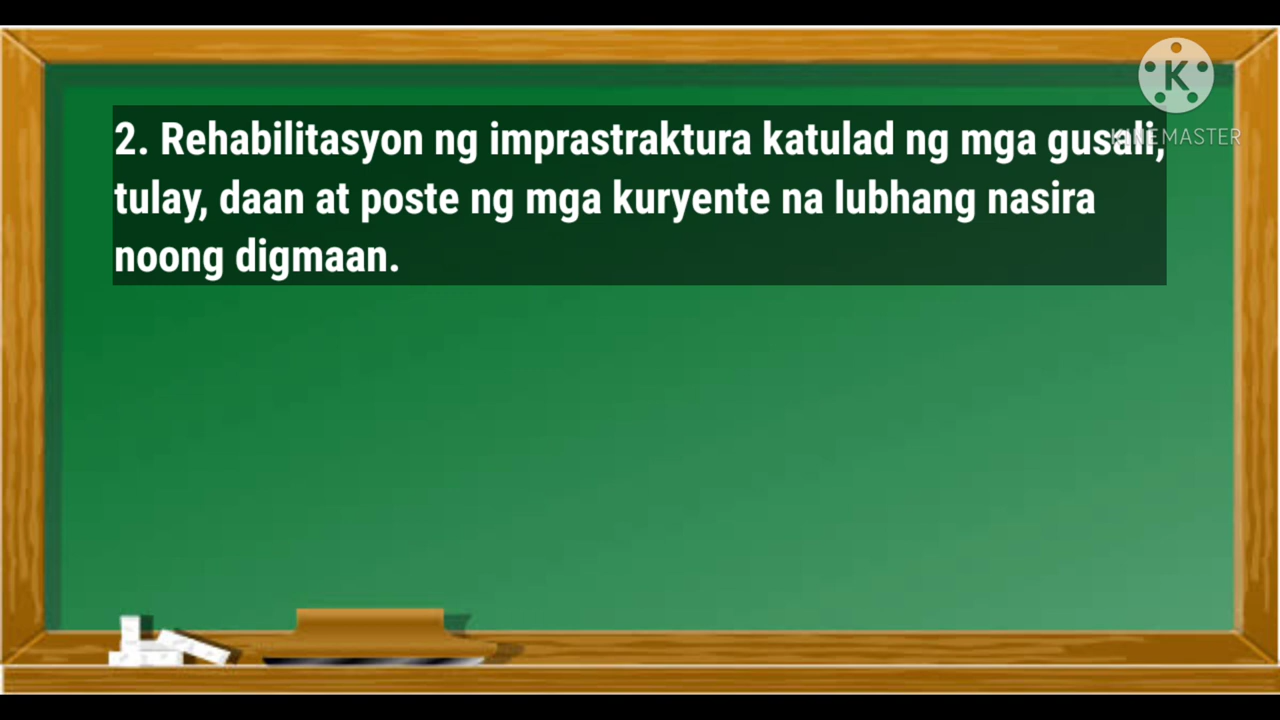 K
KINEMASTER
2. Rehabilitasyon ng imprastraktura katulad ng mga gusali,
tulay, daan at poste ng mga kuryente na lubhang nasira
noong digmaan.